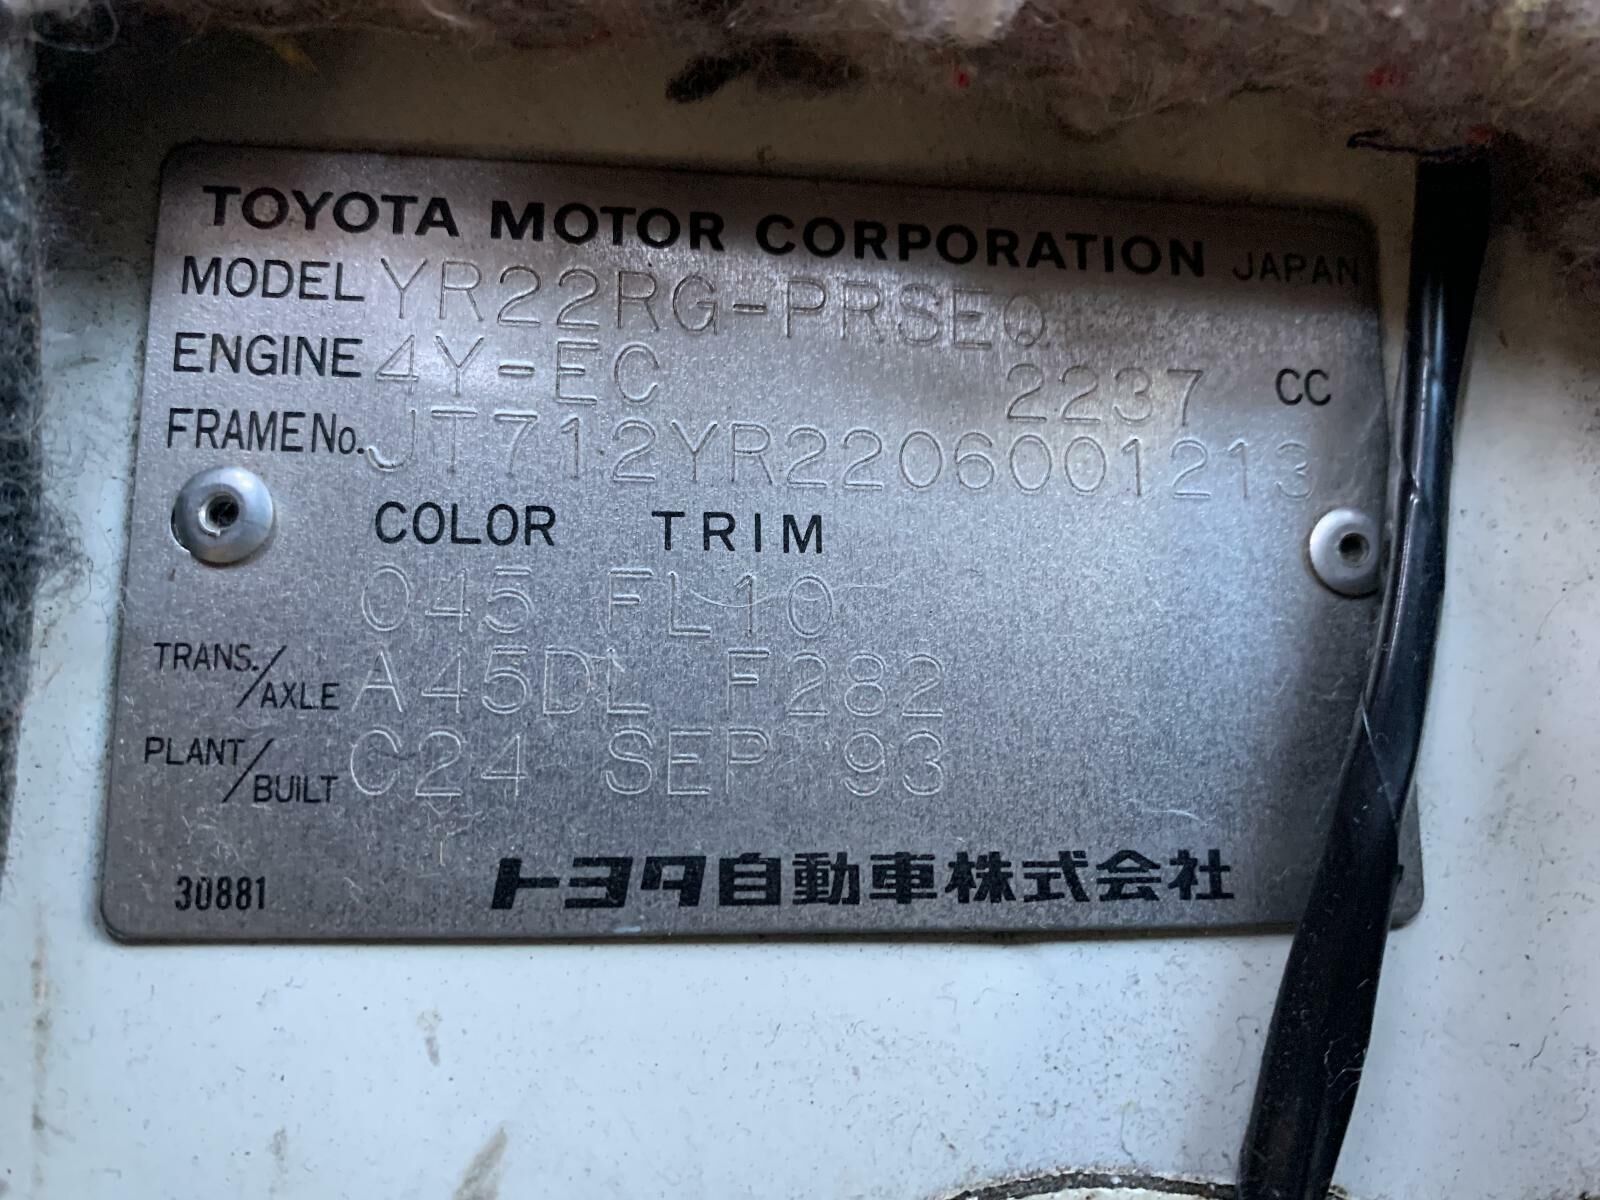 TOYOTA MOTOR CORPORATION JAPAN
MODEL YR22RG-PRSEQ
ENGINE 4Y-EC 2237 CC
FRAME No. JT712YR2206001213
COLOR TRIM
045 FL10
TRANS./AXLE A45DL F282
PLANT/BUILT C24 SEP 93
30881 トヨタ自動車株式会社